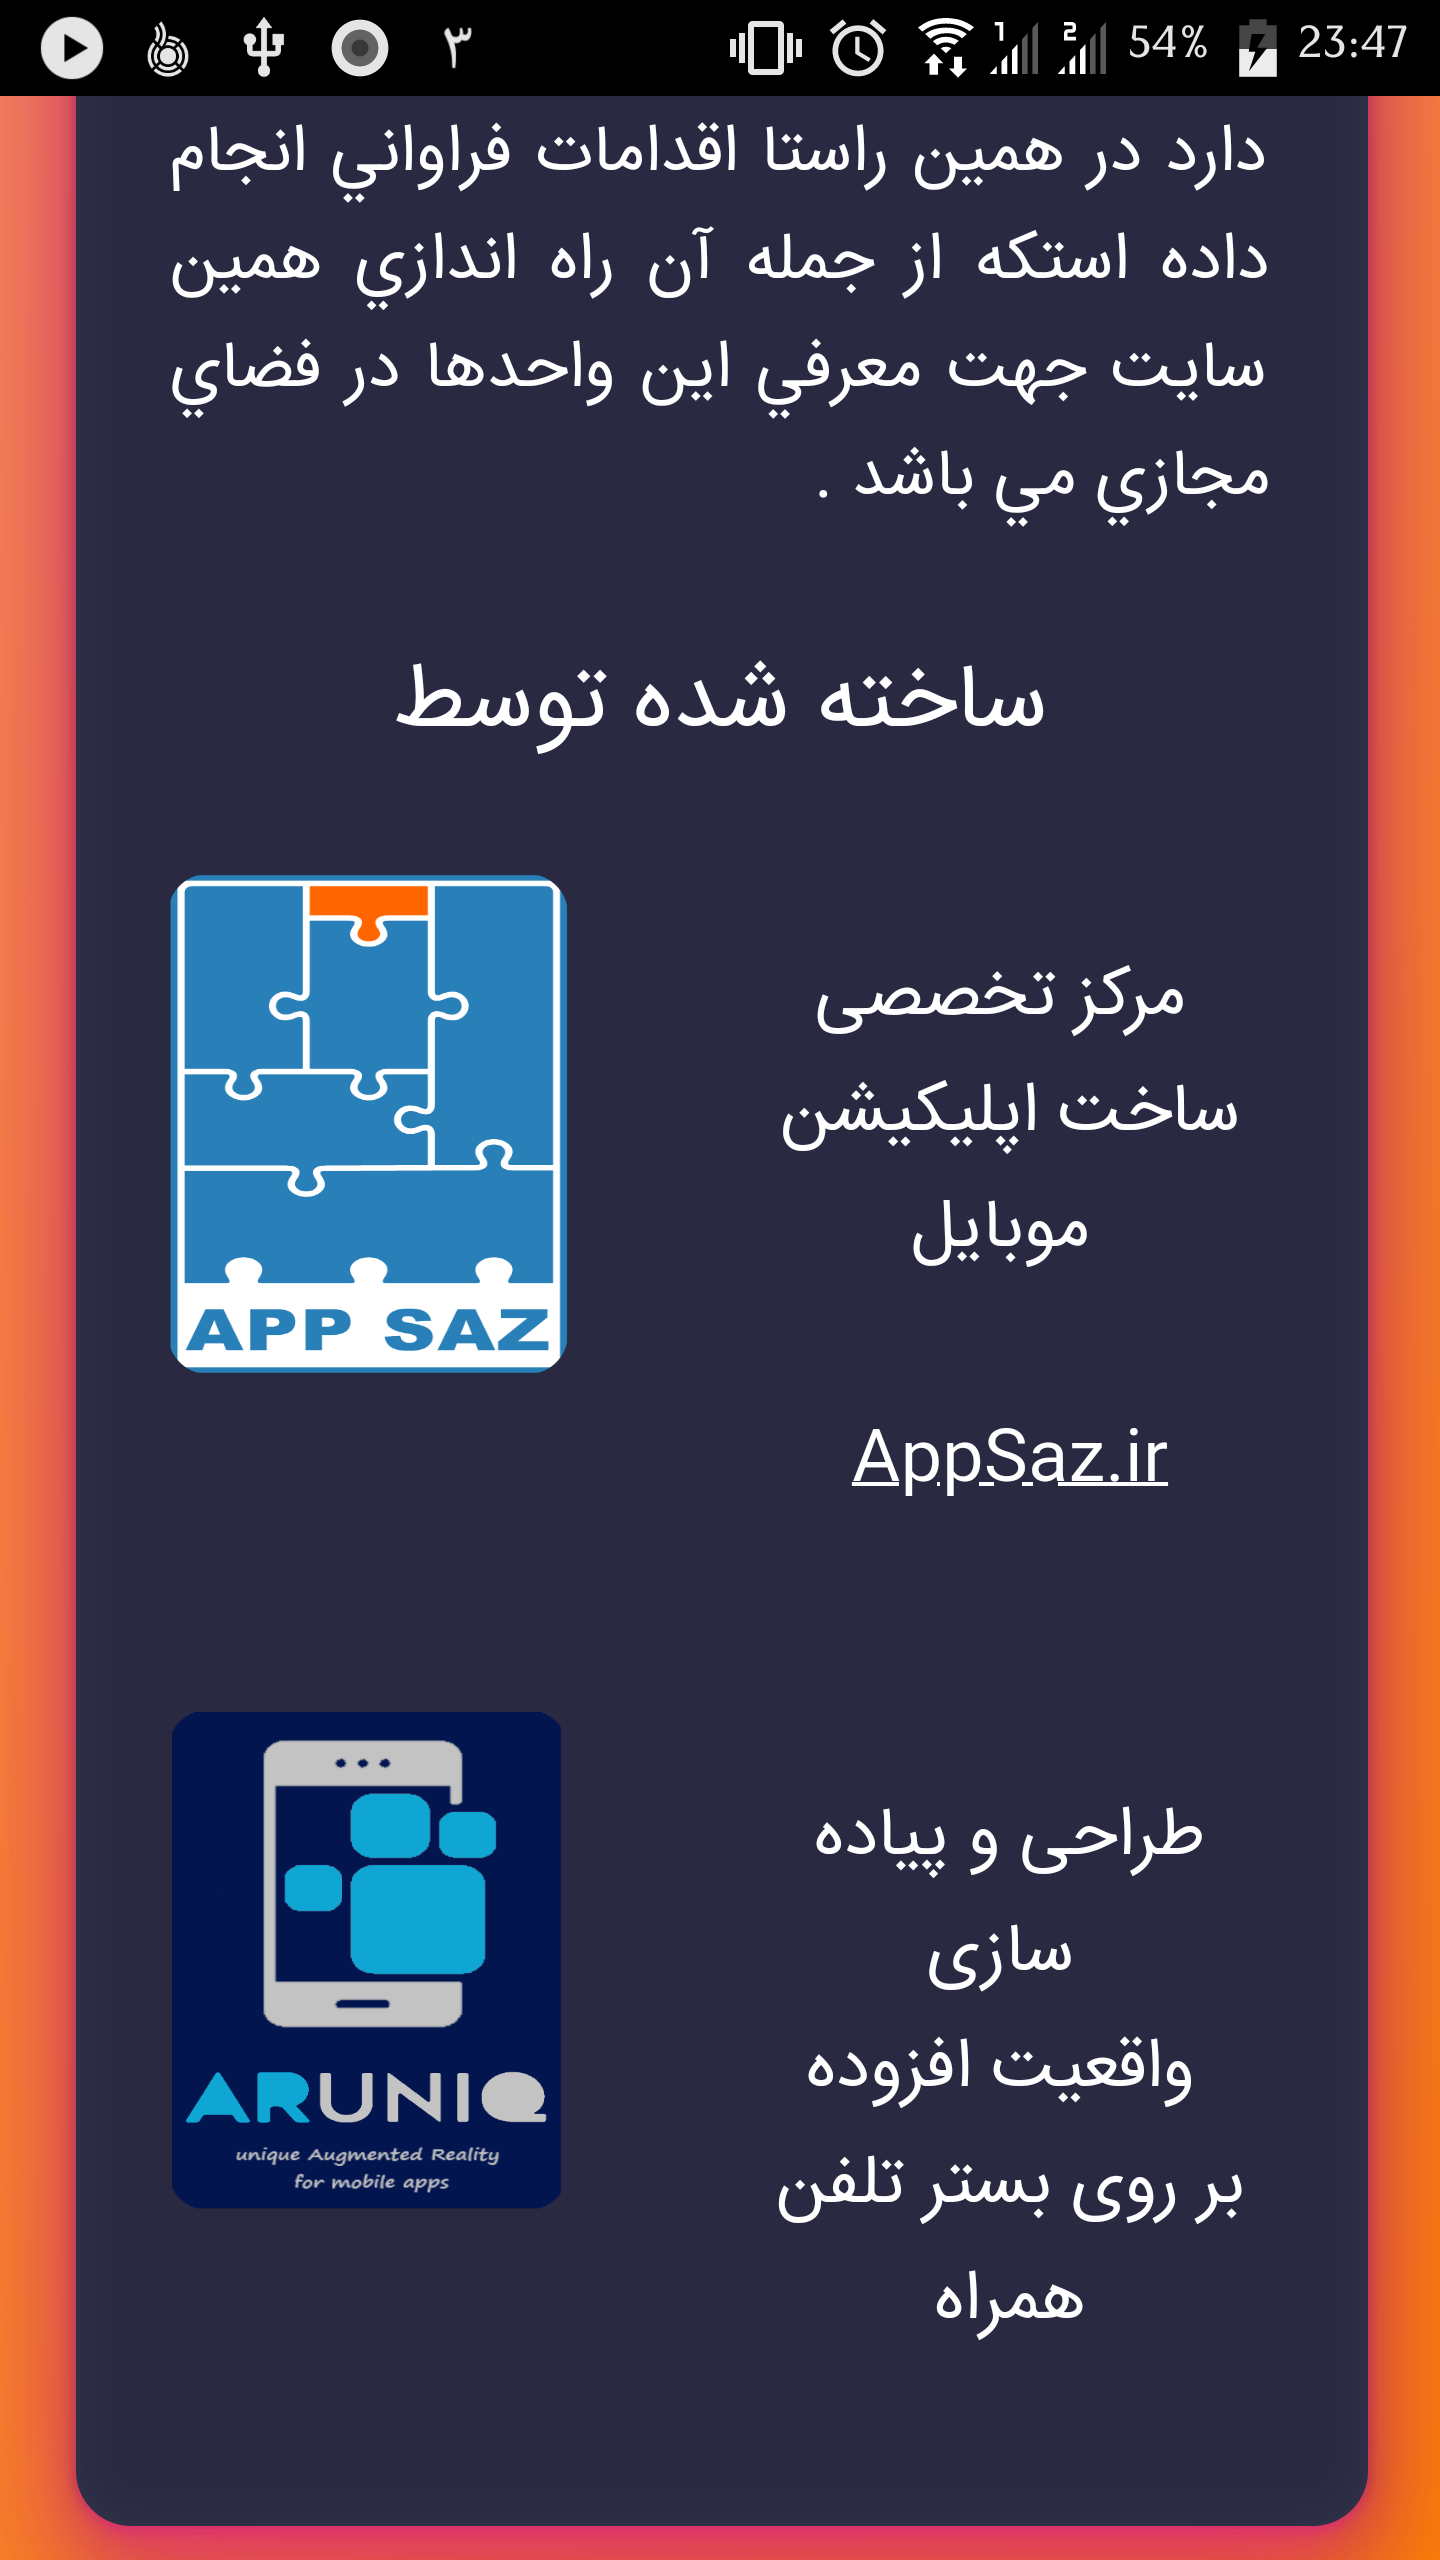 ۳ 1 2 54% 23:47
دارد در همين راستا اقدامات فراواني انجام
داده استكه از جمله آن راه اندازي همين
سايت جهت معرفي اين واحدها در فضاي
مجازي مي باشد .
ساخته شده توسط
مرکز تخصصی
ساخت اپلیکیشن
موبایل
APP SAZ
AppSaz.ir
طراحی و پیاده
سازی
واقعیت افزوده
بر روی بستر تلفن
همراه
ARUNIQ
unique Augmented Reality
for mobile apps